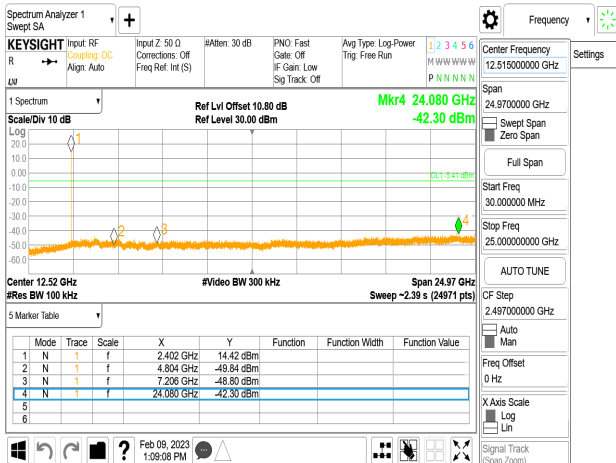 Spectrum Analyzer 1
Swept SA
+
Frequency
KEYSIGHT
R
Input: RF
Coupling: DC
Align: Auto
Input Z: 50 Ω
Corrections: Off
Freq Ref: Int (S)
#Atten: 30 dB
PNO: Fast
Gate: Off
IF Gain: Low
Sig Track: Off
Avg Type: Log-Power
Trig: Free Run
1 2 3 4 5 6
M W W W W W
P N N N N N
LXI
1 Spectrum
Scale/Div 10 dB
Ref Lvl Offset 10.80 dB
Ref Level 30.00 dBm
Mkr4 24.080 GHz
-42.30 dBm
Log
20.0
10.0
0.00
-10.0
-20.0
-30.0
-40.0
-50.0
-60.0
1
2
3
4
DL1 -5.41 dBm
Center 12.52 GHz
#Video BW 300 kHz
Span 24.97 GHz
#Res BW 100 kHz
Sweep ~2.39 s (24971 pts)
5 Marker Table
Mode Trace Scale X Y Function Function Width Function Value
1 N 1 f 2.402 GHz 14.42 dBm
2 N 1 f 4.804 GHz -49.84 dBm
3 N 1 f 7.206 GHz -48.80 dBm
4 N 1 f 24.080 GHz -42.30 dBm
5
6
?
Feb 09, 2023
1:09:08 PM
Center Frequency
12.515000000 GHz
Settings
Span
24.9700000 GHz
Swept Span
Zero Span
Full Span
Start Freq
30.000000 MHz
Stop Freq
25.000000000 GHz
AUTO TUNE
CF Step
2.497000000 GHz
Auto
Man
Freq Offset
0 Hz
X Axis Scale
Log
Lin
Signal Track
(Span Zoom)